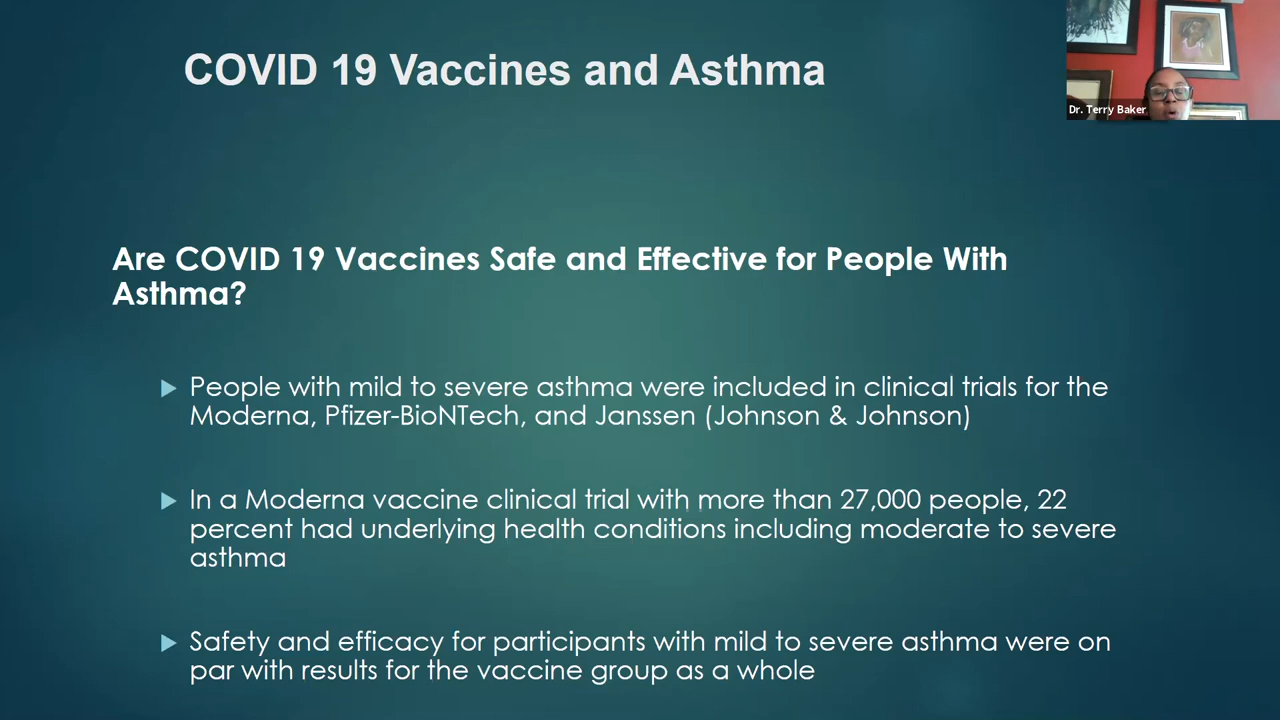 COVID 19 Vaccines and Asthma
Dr. Terry Baker
Are COVID 19 Vaccines Safe and Effective for People With
Asthma?
People with mild to severe asthma were included in clinical trials for the
Moderna, Pfizer-BioNTech, and Janssen (Johnson & Johnson)
In a Moderna vaccine clinical trial with more than 27,000 people, 22
percent had underlying health conditions including moderate to severe
asthma
Safety and efficacy for participants with mild to severe asthma were on
par with results for the vaccine group as a whole